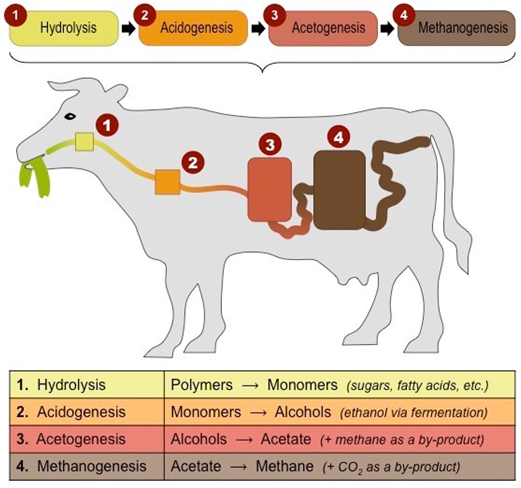 1 Hydrolysis 2 Acidogenesis 3 Acetogenesis 4 Methanogenesis
1
2
3
4
1. Hydrolysis Polymers → Monomers (sugars, fatty acids, etc.)
2. Acidogenesis Monomers → Alcohols (ethanol via fermentation)
3. Acetogenesis Alcohols → Acetate (+ methane as a by-product)
4. Methanogenesis Acetate → Methane (+ CO₂ as a by-product)